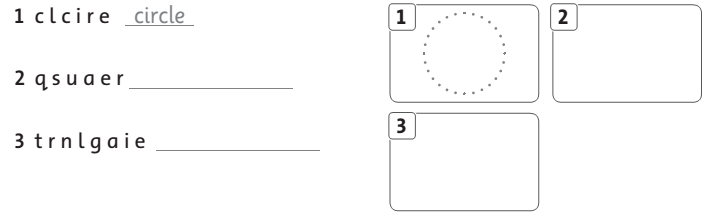 1 c l c i r e circle
2 q s u a e r
3 t r n l g a i e
1
2
3